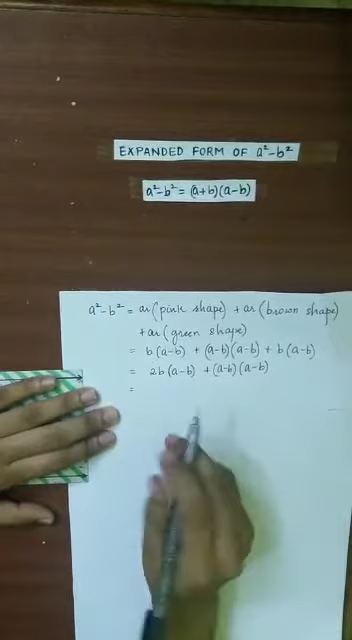 EXPANDED FORM OF a²-b²
a²-b² = (a+b)(a-b)
a²-b² = ar(pink shape) + ar(brown shape)
+ ar(green shape)
= b(a-b) + (a-b)(a-b) + b(a-b)
= 2b(a-b) + (a-b)(a-b)
=